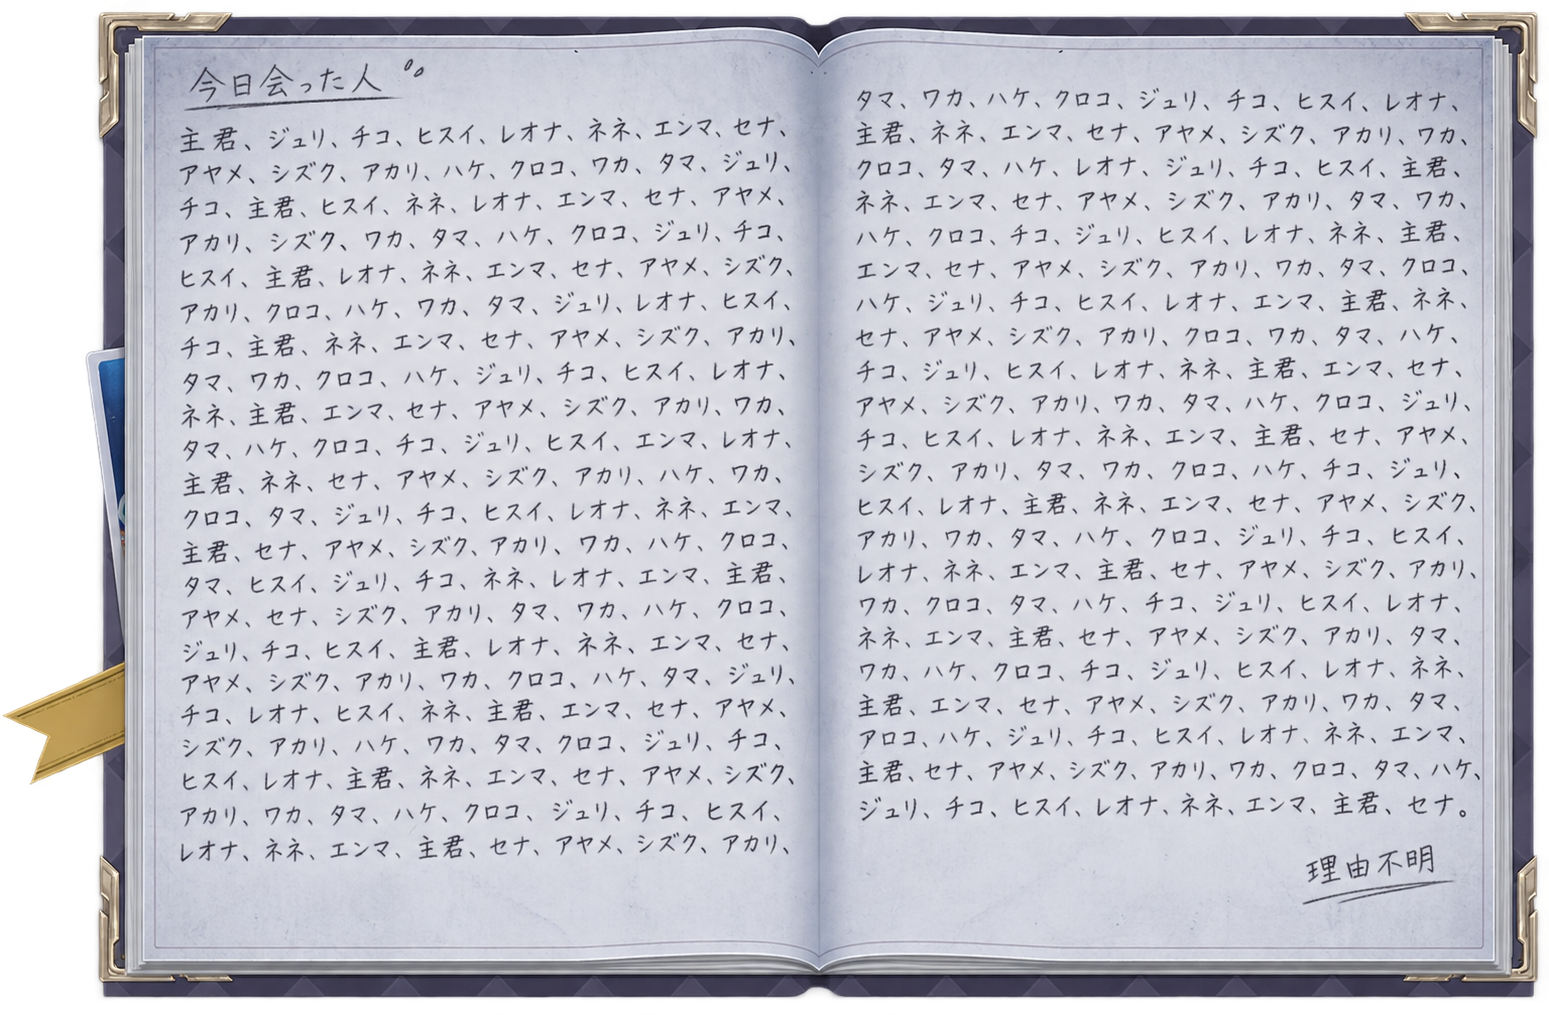 今日会った人
主君、ジュリ、チコ、ヒスイ、レオナ、ネネ、エンマ、セナ、
アヤメ、シズク、アカリ、ハケ、クロコ、ワカ、タマ、ジュリ、
チコ、主君、ヒスイ、ネネ、レオナ、エンマ、セナ、アヤメ、
アカリ、シズク、ワカ、タマ、ハケ、クロコ、ジュリ、チコ、
ヒスイ、主君、レオナ、ネネ、エンマ、セナ、アヤメ、シズク、
アカリ、クロコ、ハケ、ワカ、タマ、ジュリ、レオナ、ヒスイ、
チコ、主君、ネネ、エンマ、セナ、アヤメ、シズク、アカリ、
タマ、ワカ、クロコ、ハケ、ジュリ、チコ、ヒスイ、レオナ、
ネネ、主君、エンマ、セナ、アヤメ、シズク、アカリ、ワカ、
タマ、ハケ、クロコ、チコ、ジュリ、ヒスイ、エンマ、レオナ、
主君、ネネ、セナ、アヤメ、シズク、アカリ、ハケ、ワカ、
クロコ、タマ、ジュリ、チコ、ヒスイ、レオナ、ネネ、エンマ、
主君、セナ、アヤメ、シズク、アカリ、ワカ、ハケ、クロコ、
タマ、ヒスイ、ジュリ、チコ、ネネ、レオナ、エンマ、主君、
アヤメ、セナ、シズク、アカリ、タマ、ワカ、ハケ、クロコ、
ジュリ、チコ、ヒスイ、主君、レオナ、ネネ、エンマ、セナ、
アヤメ、シズク、アカリ、ワカ、クロコ、ハケ、タマ、ジュリ、
チコ、レオナ、ヒスイ、ネネ、主君、エンマ、セナ、アヤメ、
シズク、アカリ、ハケ、ワカ、タマ、クロコ、ジュリ、チコ、
ヒスイ、レオナ、主君、ネネ、エンマ、セナ、アヤメ、シズク、
アカリ、ワカ、タマ、ハケ、クロコ、ジュリ、チコ、ヒスイ、
レオナ、ネネ、エンマ、主君、セナ、アヤメ、シズク、アカリ、
タマ、ワカ、ハケ、クロコ、ジュリ、チコ、ヒスイ、レオナ、
主君、ネネ、エンマ、セナ、アヤメ、シズク、アカリ、ワカ、
クロコ、タマ、ハケ、レオナ、ジュリ、チコ、ヒスイ、主君、
ネネ、エンマ、セナ、アヤメ、シズク、アカリ、タマ、ワカ、
ハケ、クロコ、チコ、ジュリ、ヒスイ、レオナ、ネネ、主君、
エンマ、セナ、アヤメ、シズク、アカリ、ワカ、タマ、クロコ、
ハケ、ジュリ、チコ、ヒスイ、レオナ、エンマ、主君、ネネ、
セナ、アヤメ、シズク、アカリ、クロコ、ワカ、タマ、ハケ、
チコ、ジュリ、ヒスイ、レオナ、ネネ、主君、エンマ、セナ、
アヤメ、シズク、アカリ、ワカ、タマ、ハケ、クロコ、ジュリ、
チコ、ヒスイ、レオナ、ネネ、エンマ、主君、セナ、アヤメ、
シズク、アカリ、タマ、ワカ、クロコ、ハケ、チコ、ジュリ、
ヒスイ、レオナ、主君、ネネ、エンマ、セナ、アヤメ、シズク、
アカリ、ワカ、タマ、ハケ、クロコ、ジュリ、チコ、ヒスイ、
レオナ、ネネ、エンマ、主君、セナ、アヤメ、シズク、アカリ、
ワカ、クロコ、タマ、ハケ、チコ、ジュリ、ヒスイ、レオナ、
ネネ、エンマ、主君、セナ、アヤメ、シズク、アカリ、タマ、
ワカ、ハケ、クロコ、チコ、ジュリ、ヒスイ、レオナ、ネネ、
主君、エンマ、セナ、アヤメ、シズク、アカリ、ワカ、タマ、
アロコ、ハケ、ジュリ、チコ、ヒスイ、レオナ、ネネ、エンマ、
主君、セナ、アヤメ、シズク、アカリ、ワカ、クロコ、タマ、ハケ、
ジュリ、チコ、ヒスイ、レオナ、ネネ、エンマ、主君、セナ。
理由不明